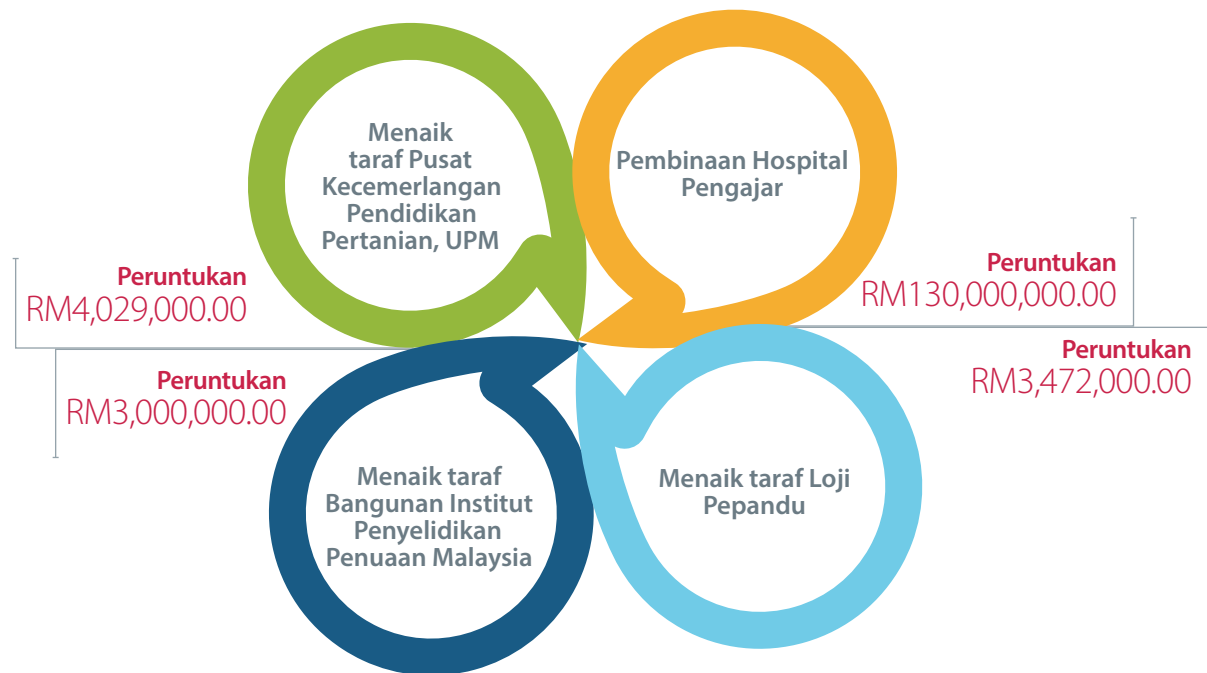 Menaik
taraf Pusat
Kecemerlangan
Pendidikan
Pertanian, UPM
Peruntukan
RM4,029,000.00
Pembinaan Hospital
Pengajar
Peruntukan
RM130,000,000.00
Peruntukan
RM3,000,000.00
Menaik taraf
Bangunan Institut
Penyelidikan
Penuaan Malaysia
Peruntukan
RM3,472,000.00
Menaik taraf Loji
Pepandu